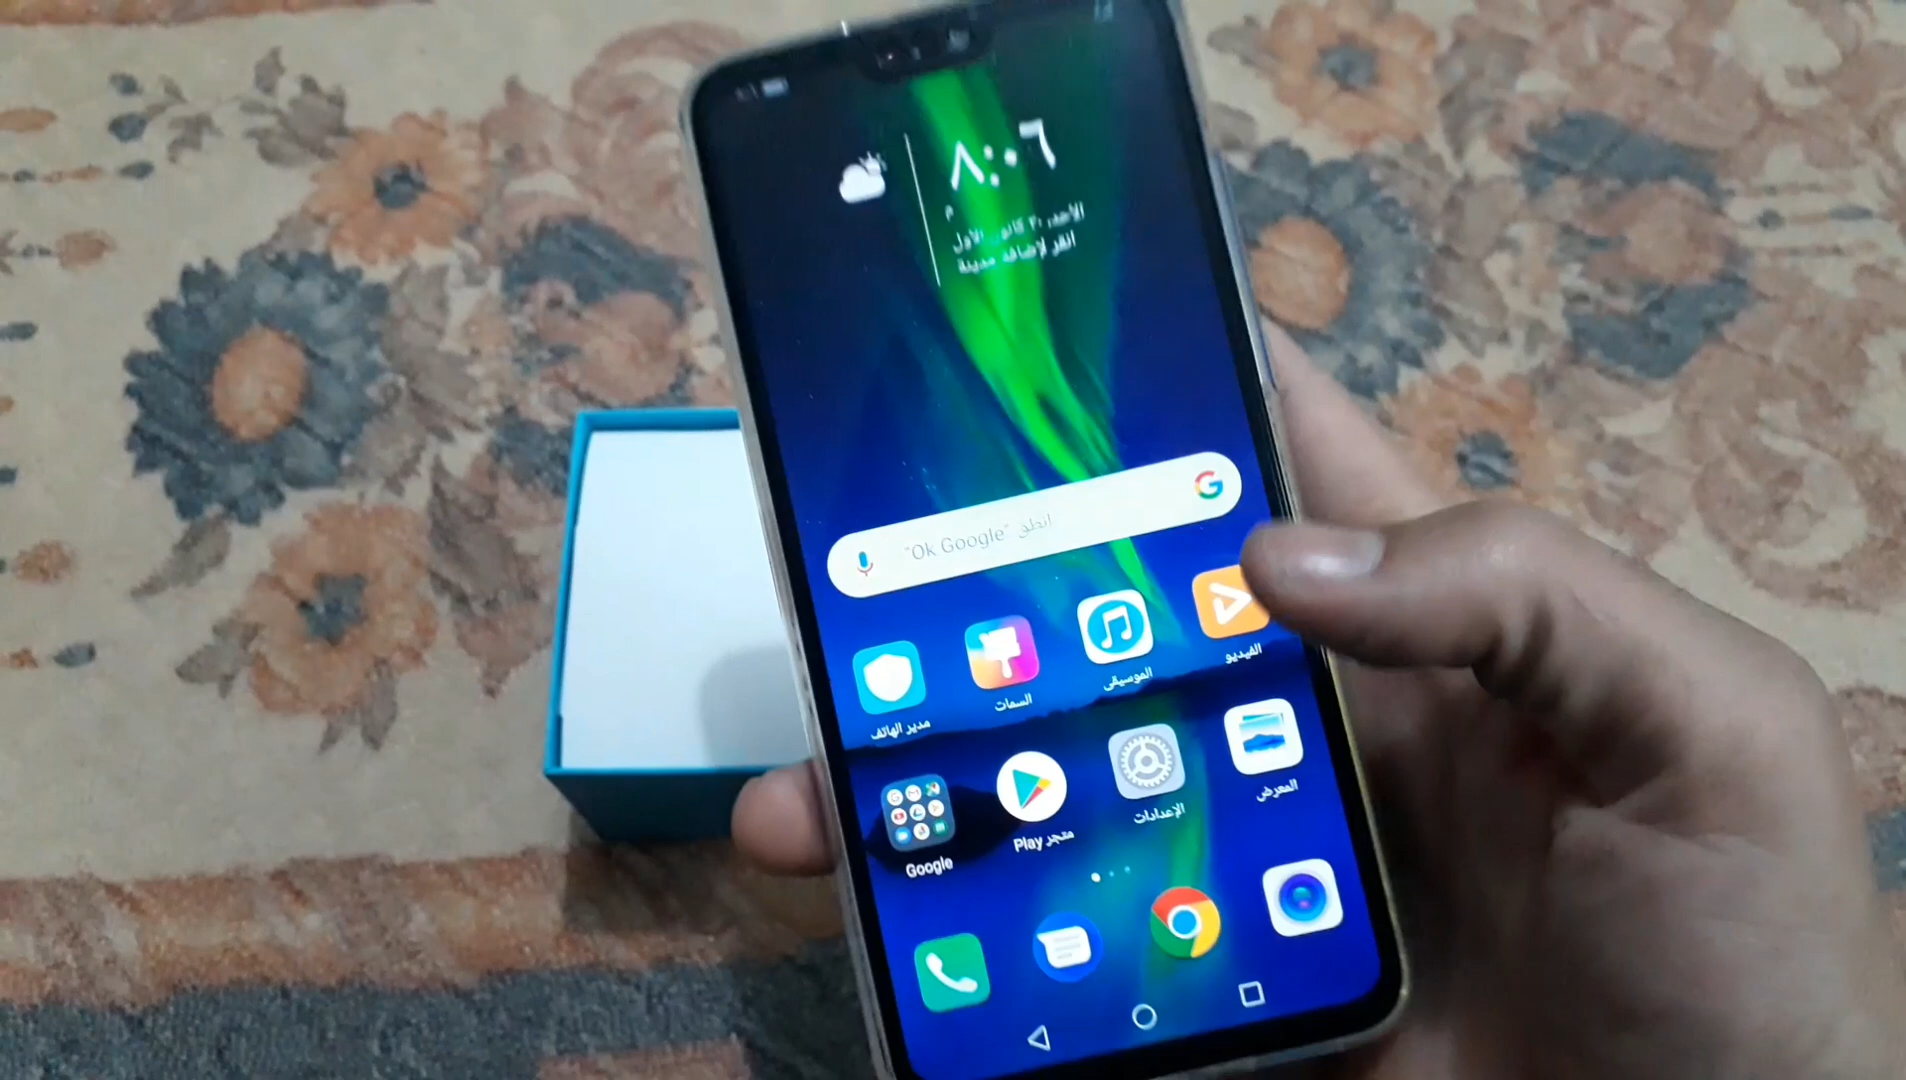 ٨:٠٦
م
الأحد، ٣٠ كانون الأول
انقر لإضافة مدينة
انطق "Ok Google"
الفيديو
الموسيقى
السمات
مدير الهاتف
المعرض
الإعدادات
متجر Play
Google